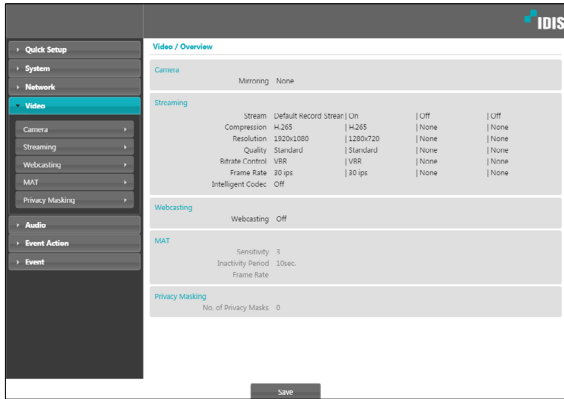 IDIS
Quick Setup
System
Network
Video
Camera
Streaming
Webcasting
MAT
Privacy Masking
Audio
Event Action
Event
Video / Overview
Camera
Mirroring None
Streaming
Stream Default Record Strear| On | Off | Off
Compression H.265 | H.265 | None | None
Resolution 1920x1080 | 1280x720 | None | None
Quality Standard | Standard | None | None
Bitrate Control VBR | VBR | None | None
Frame Rate 30 ips | 30 ips | None | None
Intelligent Codec Off
Webcasting
Webcasting Off
MAT
Sensitivity 3
Inactivity Period 10sec.
Frame Rate
Privacy Masking
No. of Privacy Masks 0
Save